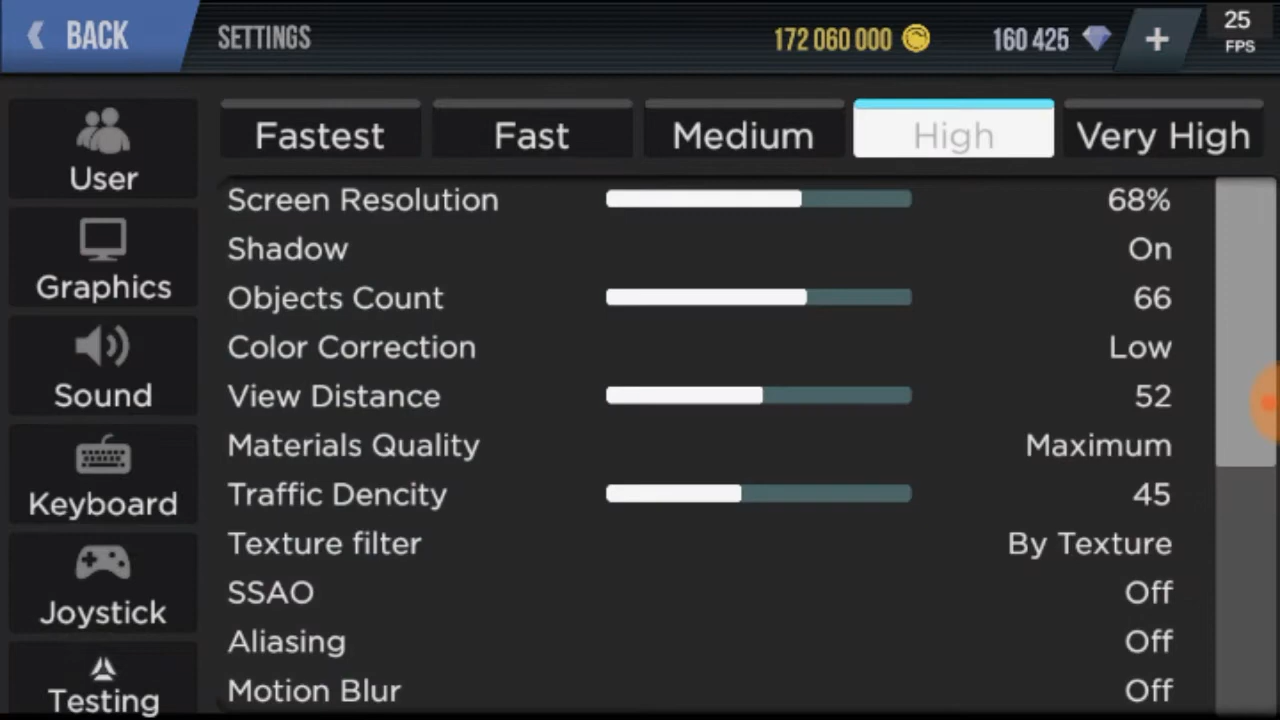 BACK
SETTINGS
172 060 000
160 425
+
25
FPS
User
Graphics
Sound
Keyboard
Joystick
Testing
Fastest
Fast
Medium
High
Very High
Screen Resolution 68%
Shadow On
Objects Count 66
Color Correction Low
View Distance 52
Materials Quality Maximum
Traffic Dencity 45
Texture filter By Texture
SSAO Off
Aliasing Off
Motion Blur Off